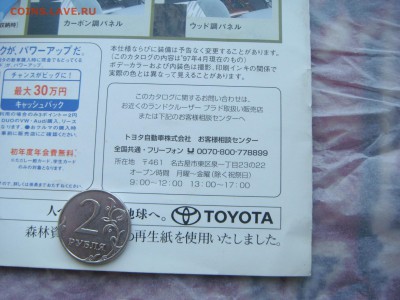 カーボン調パネル
ウッド調パネル
クが、パワーアップだ。
チャンスがビッグに!
最大30万円
キャッシュバック
初年度年会費無料!
本仕様ならびに装備は予告なく変更することがあります。
(このカタログの内容は'97年4月現在のもの)
ボデーカラーおよび内装色は撮影、印刷インキの関係で
実際の色とは異なって見えることがあります。
このカタログに関するお問い合わせは、
お近くのランドクルーザー プラド取扱い販売店
または下記のお客様相談センターへ
トヨタ自動車株式会社 お客様相談センター
全国共通・フリーフォン 0070-800-778899
所在地 〒461 名古屋市東区泉一丁目23の22
オープン時間 月曜〜金曜(除く祝祭日)
9:00〜12:00 13:00〜17:00
人 地球へ。 TOYOTA
森林資 の再生紙を使用いたしました。
2
РУБЛЯ
СОХРАНИ.ЛАВЕ.RU